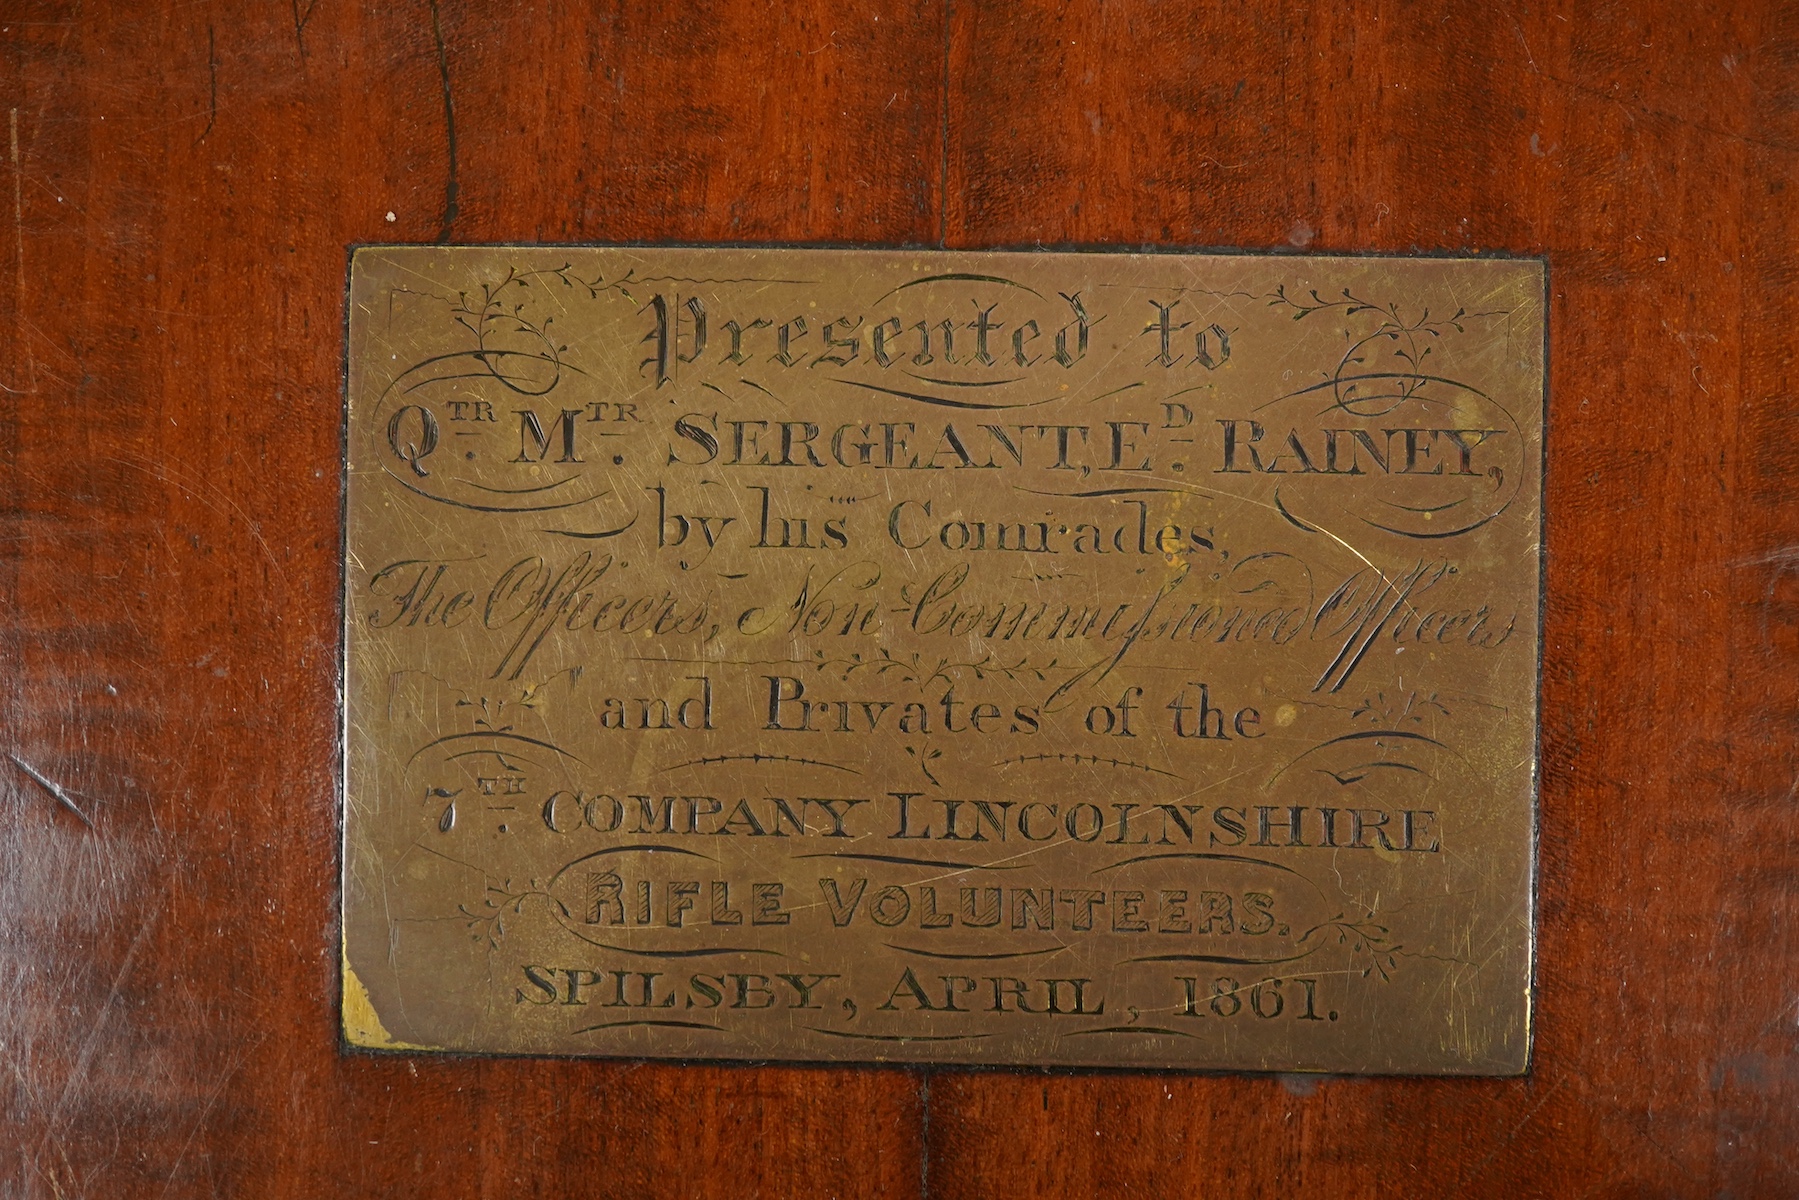 Presented to
QTR. MTR. SERGEANT, ED. RAINEY,
by his Comrades,
The Officers, Non-Commissioned Officers
and Privates of the
7TH. COMPANY LINCOLNSHIRE
RIFLE VOLUNTEERS.
SPILSBY, APRIL, 1861.